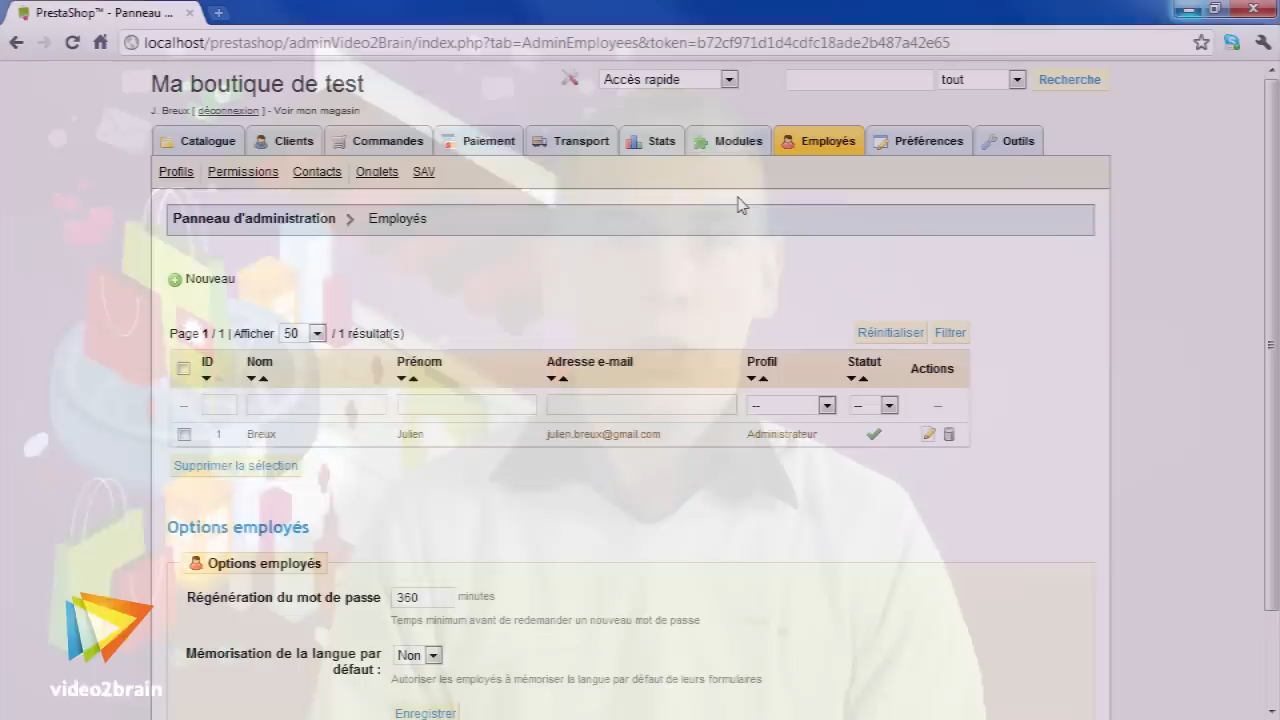 PrestaShop™ - Panneau ...
localhost/prestashop/adminVideo2Brain/index.php?tab=AdminEmployees&token=b72cf971d1d4cdfc18ade2b487a42e65
Ma boutique de test
Accès rapide
tout
Recherche
J. Breux [ déconnexion ] - Voir mon magasin
Catalogue Clients Commandes Paiement Transport Stats Modules Employés Préférences Outils
Profils Permissions Contacts Onglets SAV
Panneau d'administration > Employés
Nouveau
Page 1 / 1 | Afficher 50 / 1 résultat(s)
Réinitialiser Filtrer
ID Nom Prénom Adresse e-mail Profil Statut Actions
-- -- -- --
1 Breux Julien julien.breux@gmail.com Administrateur
Supprimer la sélection
Options employés
Options employés
Régénération du mot de passe 360 minutes
Temps minimum avant de redemander un nouveau mot de passe
Mémorisation de la langue par défaut : Non
Autoriser les employés à mémoriser la langue par défaut de leurs formulaires
Enregistrer
video2brain